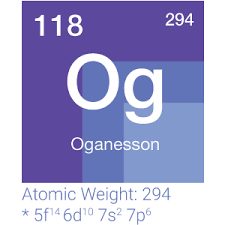 118 294
Og
Oganesson
Atomic Weight: 294
* 5f¹⁴ 6d¹⁰ 7s² 7p⁶